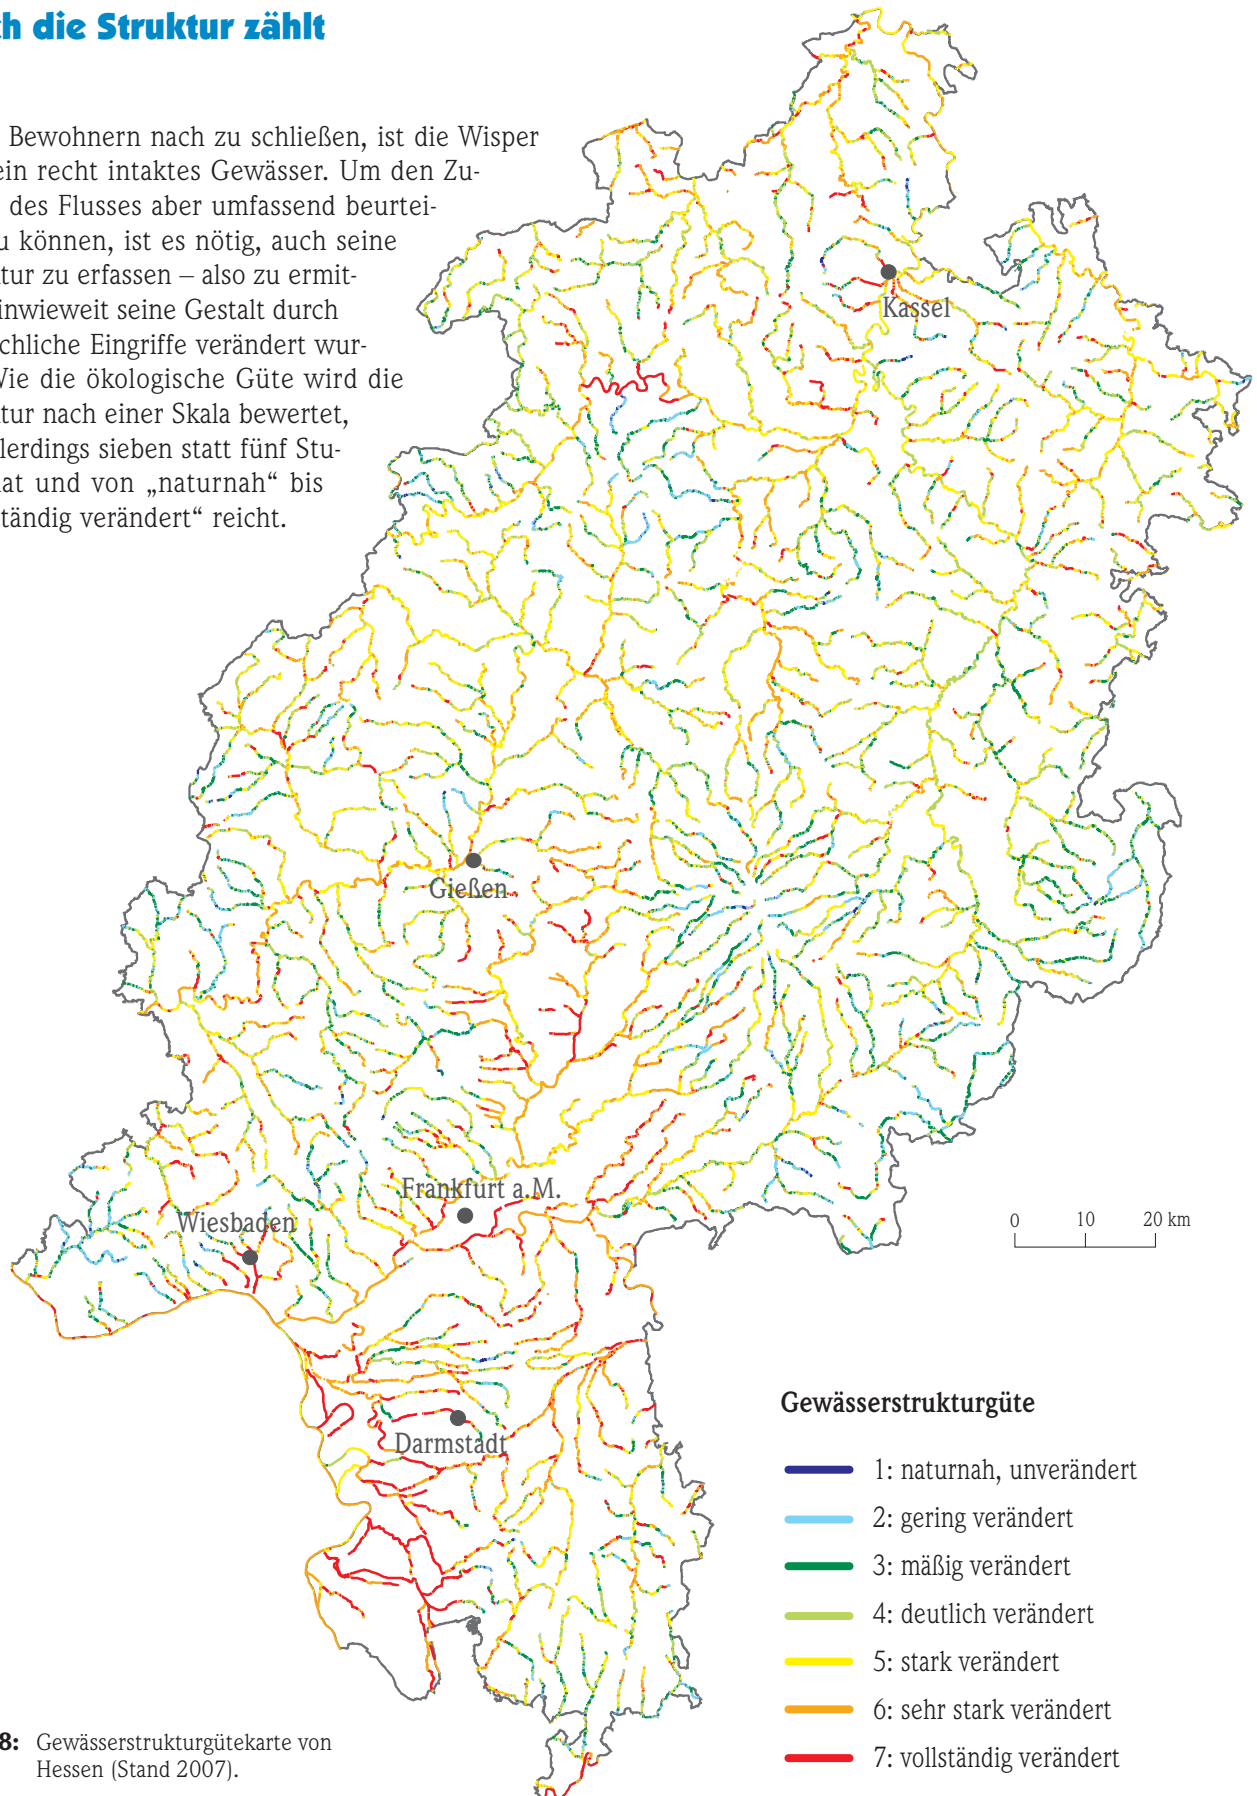 ch die Struktur zählt
Bewohnern nach zu schließen, ist die Wisper
ein recht intaktes Gewässer. Um den Zu-
des Flusses aber umfassend beurtei-
u können, ist es nötig, auch seine
tur zu erfassen – also zu ermit-
inwieweit seine Gestalt durch
chliche Eingriffe verändert wur-
Wie die ökologische Güte wird die
tur nach einer Skala bewertet,
llerdings sieben statt fünf Stu-
at und von „naturnah“ bis
ständig verändert“ reicht.
Kassel
Gießen
Frankfurt a.M.
Wiesbaden
0 10 20 km
Darmstadt
Gewässerstrukturgüte
1: naturnah, unverändert
2: gering verändert
3: mäßig verändert
4: deutlich verändert
5: stark verändert
6: sehr stark verändert
7: vollständig verändert
8: Gewässerstrukturgütekarte von
Hessen (Stand 2007).